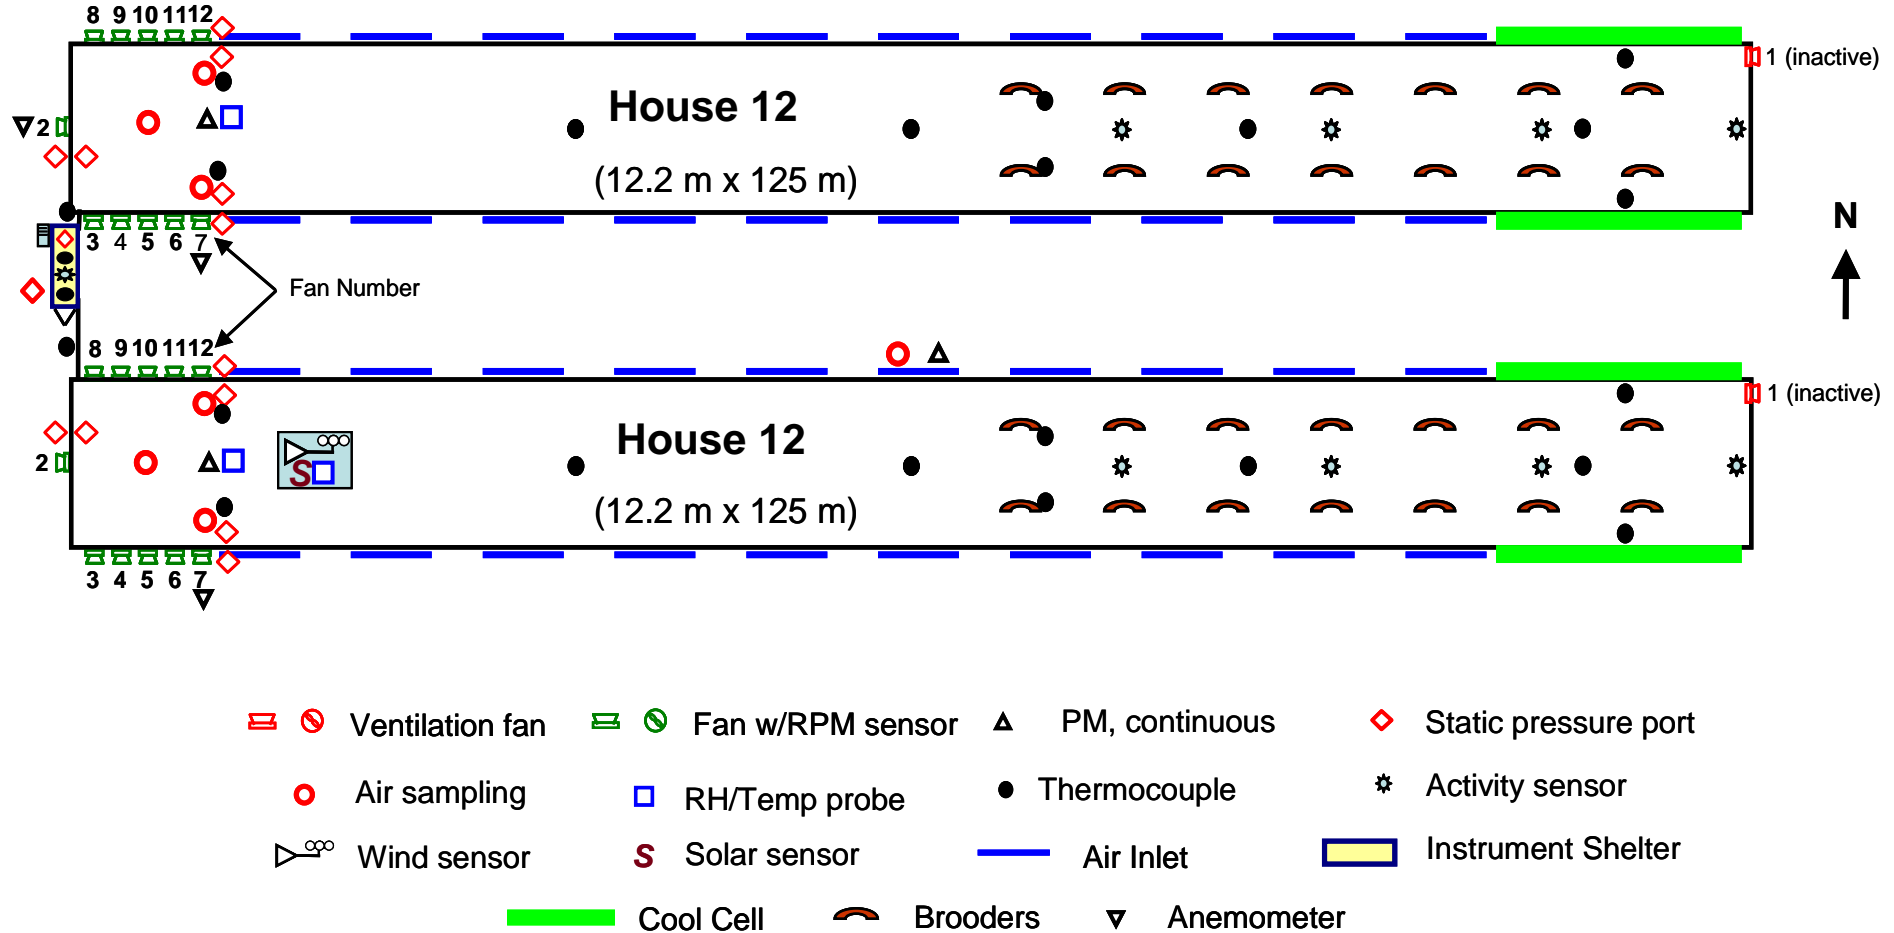 8 9 10 11 12
1 (inactive)
House 12
2
(12.2 m x 125 m)
3 4 5 6 7
N
Fan Number
8 9 10 11 12
1 (inactive)
House 12
2
S
(12.2 m x 125 m)
3 4 5 6 7
Ventilation fan Fan w/RPM sensor PM, continuous Static pressure port
Air sampling RH/Temp probe Thermocouple Activity sensor
Wind sensor S Solar sensor Air Inlet Instrument Shelter
Cool Cell Brooders Anemometer